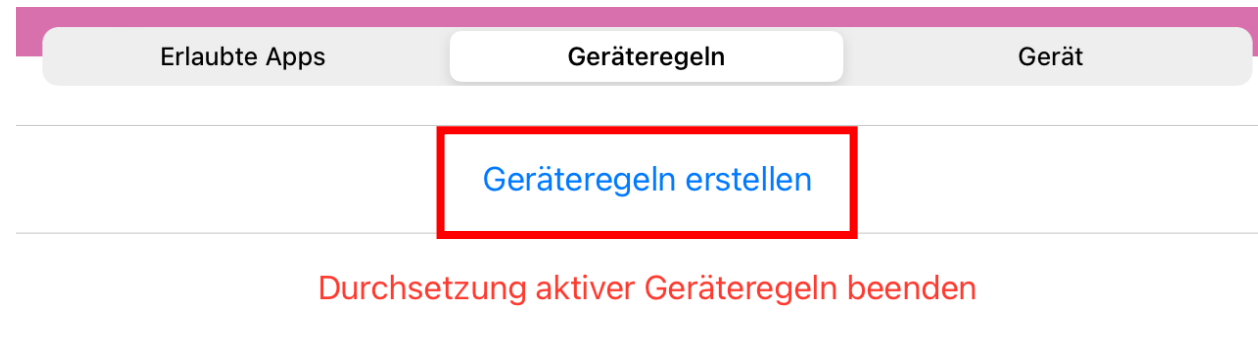 Erlaubte Apps Geräteregeln Gerät
Geräteregeln erstellen
Durchsetzung aktiver Geräteregeln beenden